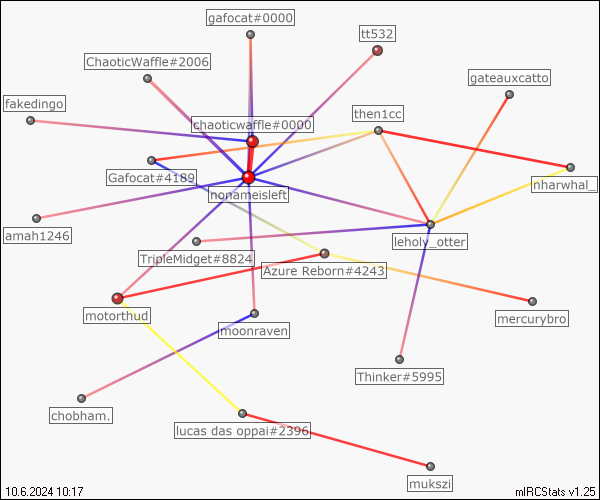 gafocat#0000
tt532
ChaoticWaffle#2006
gateauxcatto
fakedingo
then1cc
chaoticwaffle#0000
Gafocat#4189
nharwhal_
nonameisleft
amah1246
leholy_otter
TripleMidget#8824
Azure Reborn#4243
motorthud
mercurybro
moonraven
Thinker#5995
chobham.
lucas das oppai#2396
mukszi
10.6.2024 10:17
mIRCStats v1.25